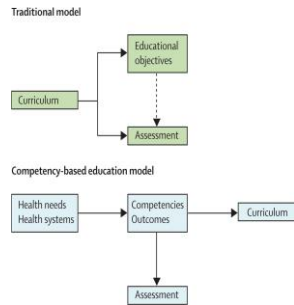 Traditional model
Educational
objectives
Curriculum
Assessment
Competency-based education model
Health needs
Health systems
Competencies
Outcomes
Curriculum
Assessment